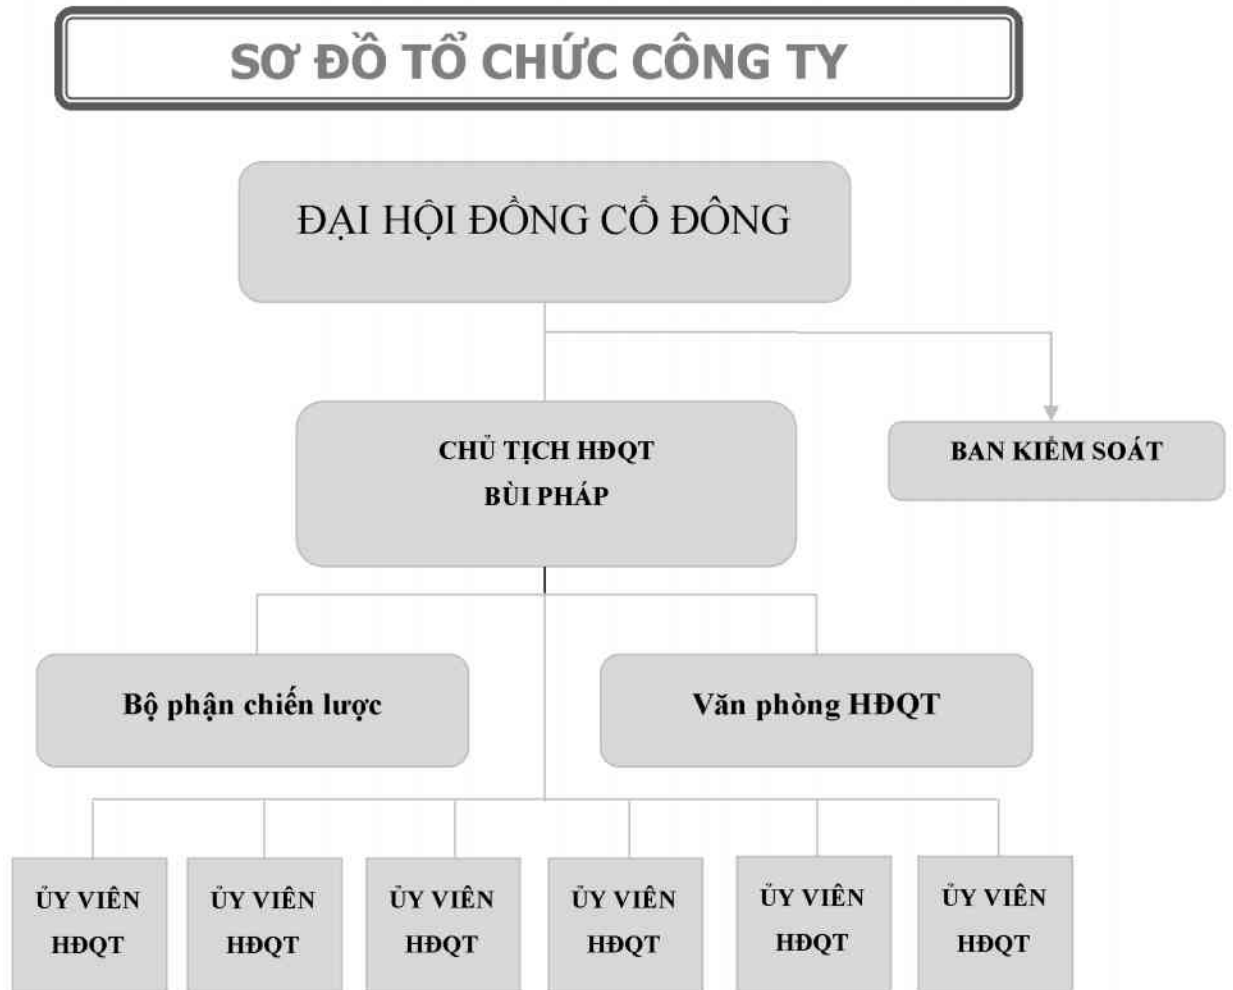 SƠ ĐỒ TỔ CHỨC CÔNG TY
ĐẠI HỘI ĐỒNG CỔ ĐÔNG
CHỦ TỊCH HĐQT
BÙI PHÁP
BAN KIỂM SOÁT
Bộ phận chiến lược
Văn phòng HĐQT
ỦY VIÊN
HĐQT
ỦY VIÊN
HĐQT
ỦY VIÊN
HĐQT
ỦY VIÊN
HĐQT
ỦY VIÊN
HĐQT
ỦY VIÊN
HĐQT